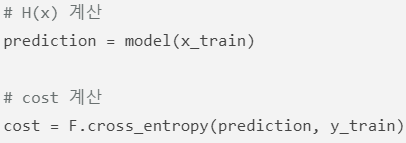 # H(x) 계산
prediction = model(x_train)
# cost 계산
cost = F.cross_entropy(prediction, y_train)